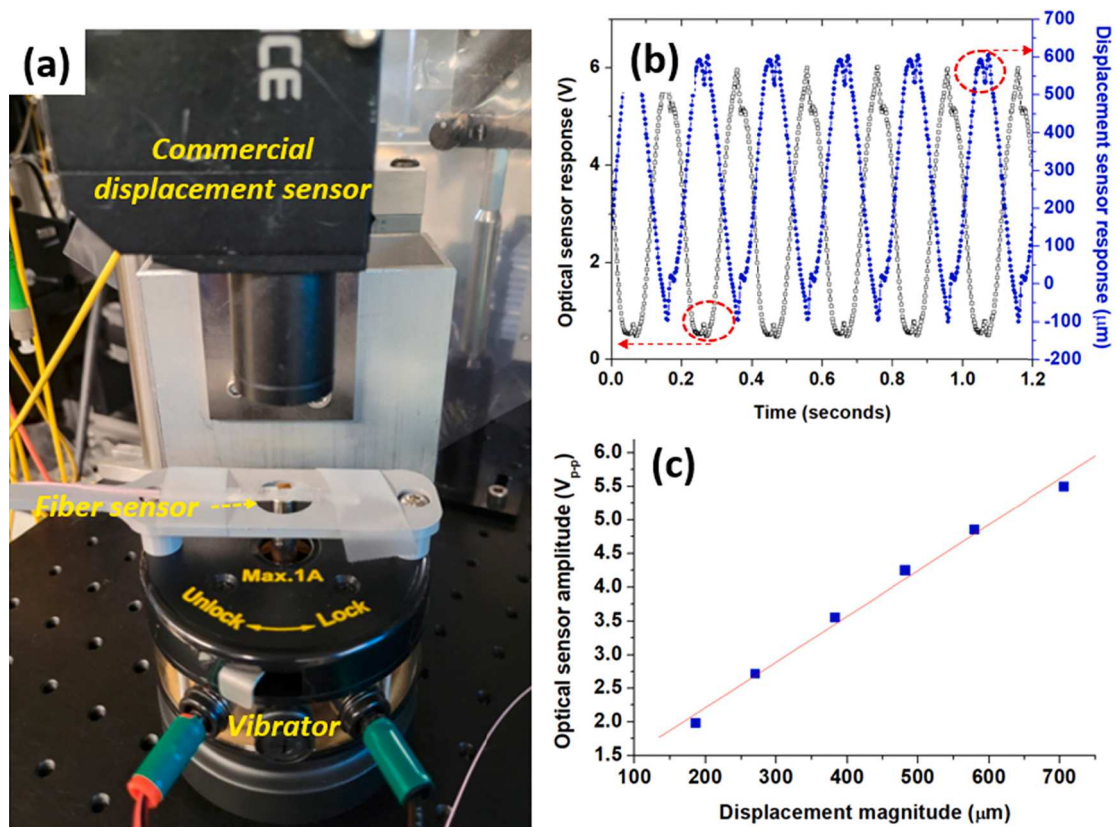 (a)
ICE
Commercial
displacement sensor
Fiber sensor
Max.1A
Unlock
Lock
Vibrator
(b)
Optical sensor response (V)
6
4
2
0
0.0 0.2 0.4 0.6 0.8 1.0 1.2
Time (seconds)
700
600
500
400
300
200
100
0
-100
-200
Displacement sensor response (μm)
(c)
Optical sensor amplitude (Vp-p)
6.0
5.5
5.0
4.5
4.0
3.5
3.0
2.5
2.0
1.5
100 200 300 400 500 600 700
Displacement magnitude (μm)